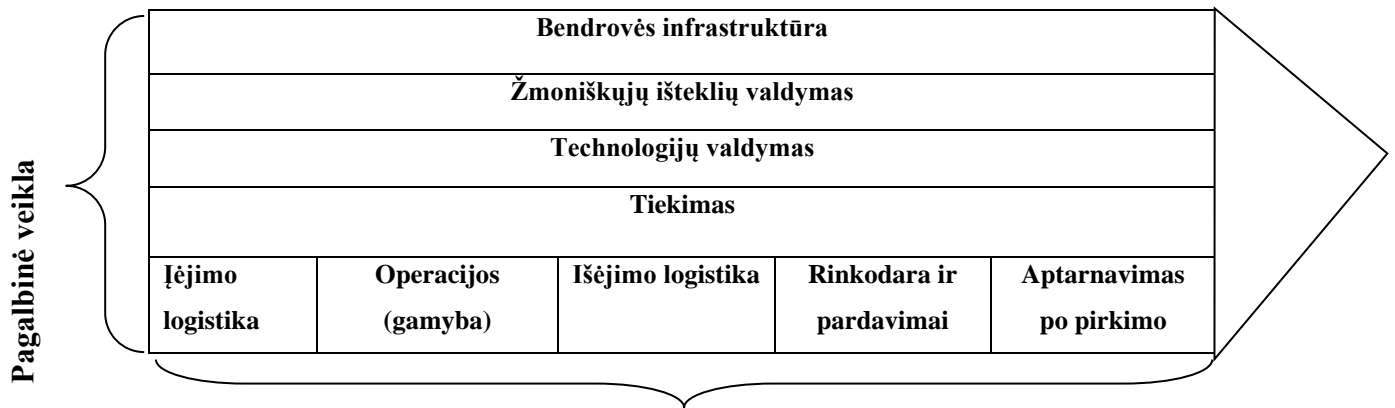 Bendrovės infrastruktūra
Žmoniškųjų išteklių valdymas
Technologijų valdymas
Tiekimas
Pagalbinė veikla
Įėjimo
logistika
Operacijos
(gamyba)
Išėjimo logistika
Rinkodara ir
pardavimai
Aptarnavimas
po pirkimo